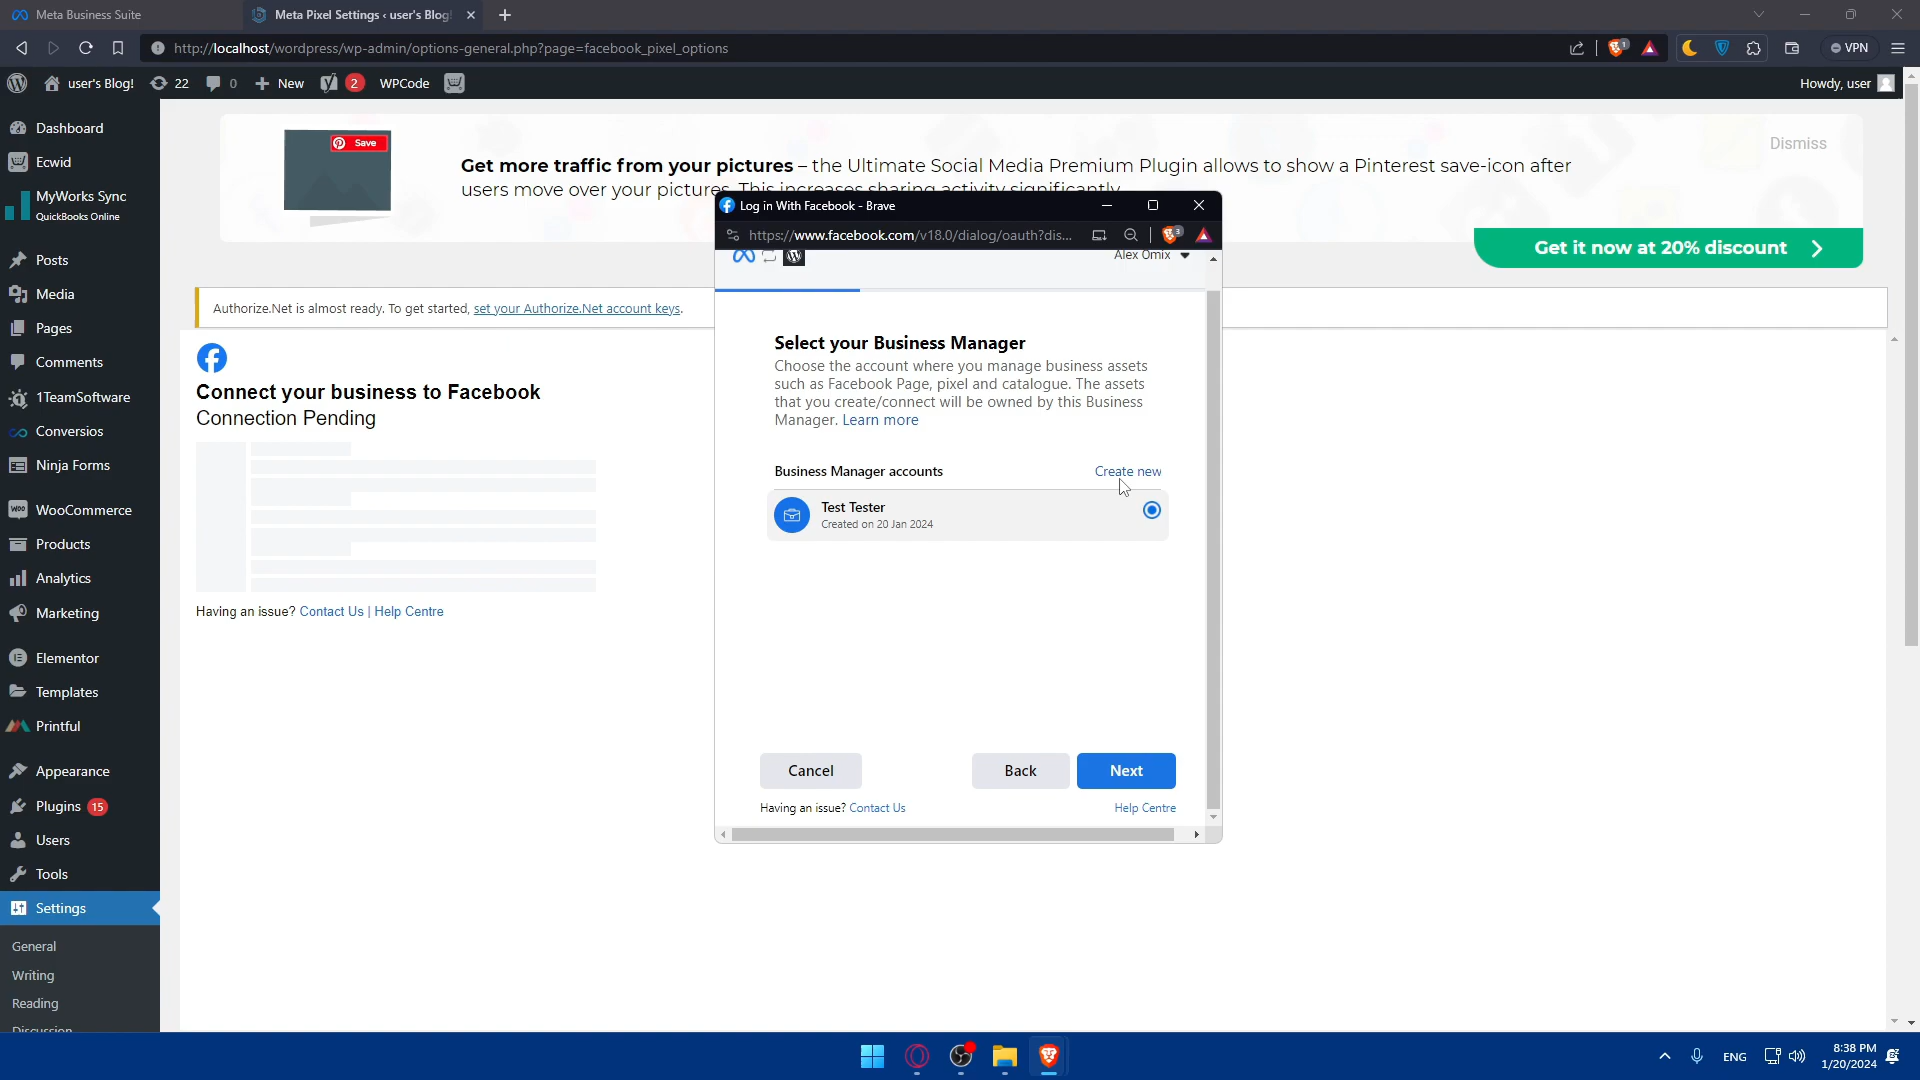 Meta Business Suite
Meta Pixel Settings ‹ user's Blog!
http://localhost/wordpress/wp-admin/options-general.php?page=facebook_pixel_options
VPN
user's Blog!
22
0
New
2
WPCode
Howdy, user
Dashboard
Ecwid
MyWorks Sync
QuickBooks Online
Posts
Media
Pages
Comments
1TeamSoftware
Conversios
Ninja Forms
WooCommerce
Products
Analytics
Marketing
Elementor
Templates
Printful
Appearance
Plugins 15
Users
Tools
Settings
General
Writing
Reading
Discussion
Save
Get more traffic from your pictures – the Ultimate Social Media Premium Plugin allows to show a Pinterest save-icon after
users move over your pictures. This increases sharing activity significantly.
Dismiss
Get it now at 20% discount
Authorize.Net is almost ready. To get started, set your Authorize.Net account keys.
Connect your business to Facebook
Connection Pending
Having an issue? Contact Us | Help Centre
Log in With Facebook - Brave
https://www.facebook.com/v18.0/dialog/oauth?dis...
3
Alex Omix
Select your Business Manager
Choose the account where you manage business assets
such as Facebook Page, pixel and catalogue. The assets
that you create/connect will be owned by this Business
Manager. Learn more
Business Manager accounts
Create new
Test Tester
Created on 20 Jan 2024
Cancel
Back
Next
Having an issue? Contact Us
Help Centre
ENG
8:38 PM
1/20/2024